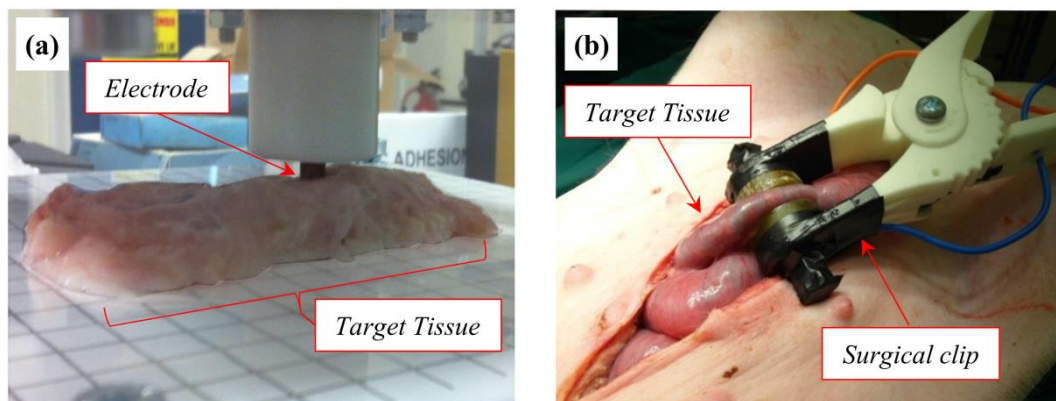 (a)
Electrode
ADHESION
Target Tissue
(b)
Target Tissue
Surgical clip